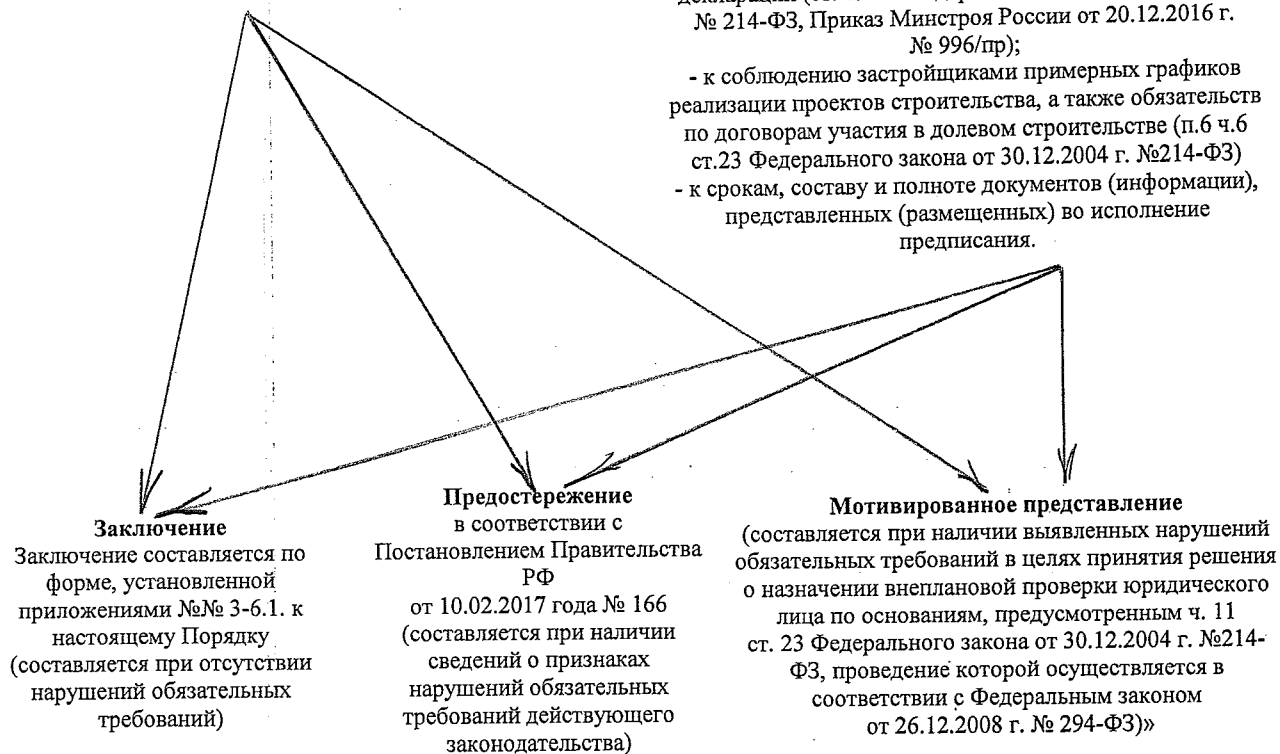 № 214-ФЗ, Приказ Минстроя России от 20.12.2016 г.
№ 996/пр);
- к соблюдению застройщиками примерных графиков
реализации проектов строительства, а также обязательств
по договорам участия в долевом строительстве (п.6 ч.6
ст.23 Федерального закона от 30.12.2004 г. №214-ФЗ)
- к срокам, составу и полноте документов (информации),
представленных (размещенных) во исполнение
предписания.
Заключение
Заключение составляется по
форме, установленной
приложениями №№ 3-6.1. к
настоящему Порядку
(составляется при отсутствии
нарушений обязательных
требований)
Предостережение
в соответствии с
Постановлением Правительства
РФ
от 10.02.2017 года № 166
(составляется при наличии
сведений о признаках
нарушений обязательных
требований действующего
законодательства)
Мотивированное представление
(составляется при наличии выявленных нарушений
обязательных требований в целях принятия решения
о назначении внеплановой проверки юридического
лица по основаниям, предусмотренным ч. 11
ст. 23 Федерального закона от 30.12.2004 г. №214-
ФЗ, проведение которой осуществляется в
соответствии с Федеральным законом
от 26.12.2008 г. № 294-ФЗ)»